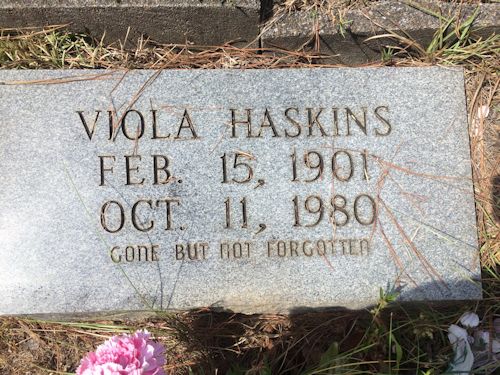 VIOLA HASKINS
FEB. 15, 1901
OCT. 11, 1980
GONE BUT NOT FORGOTTEN